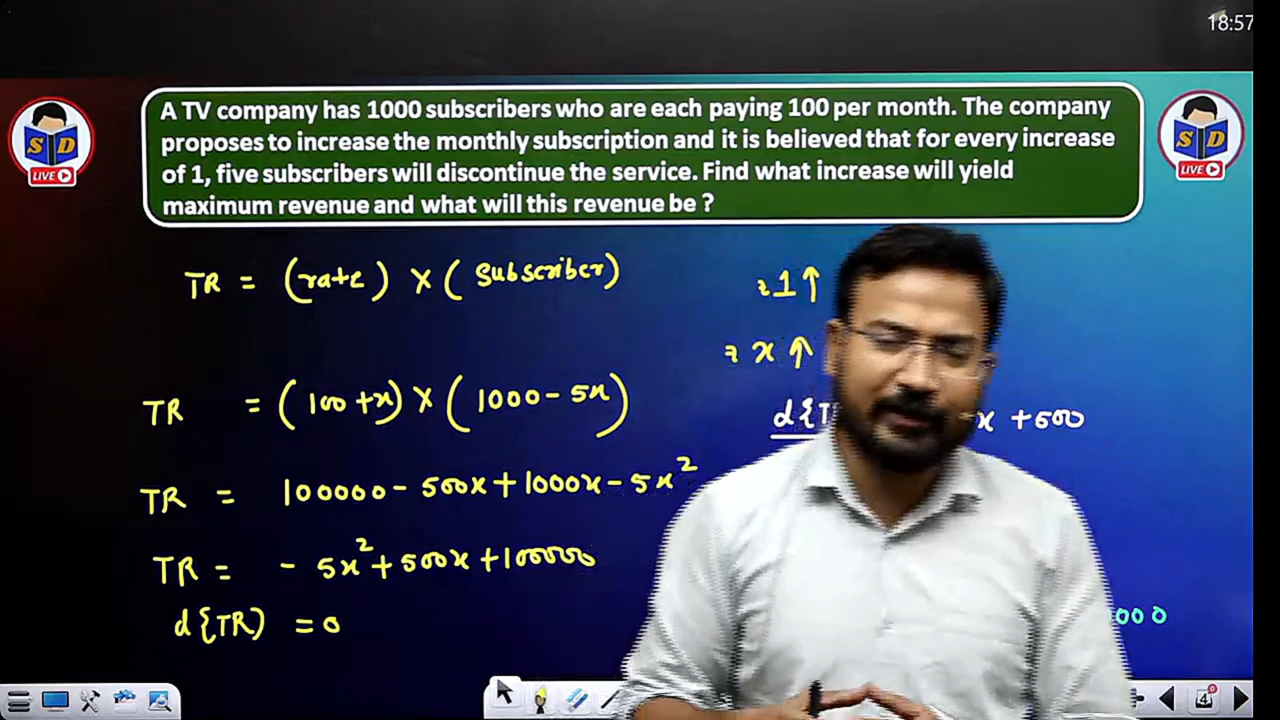 18:57
A TV company has 1000 subscribers who are each paying 100 per month. The company
proposes to increase the monthly subscription and it is believed that for every increase
of 1, five subscribers will discontinue the service. Find what increase will yield
maximum revenue and what will this revenue be ?
S D
LIVE
S D
LIVE
TR = (rate) × (Subscriber)
TR = (100+x) × (1000-5x)
TR = 100000-500x+1000x-5x²
TR = -5x²+500x+100000
d{TR) = 0
₹1↑
₹ x ↑
d{T
x +500
000
4